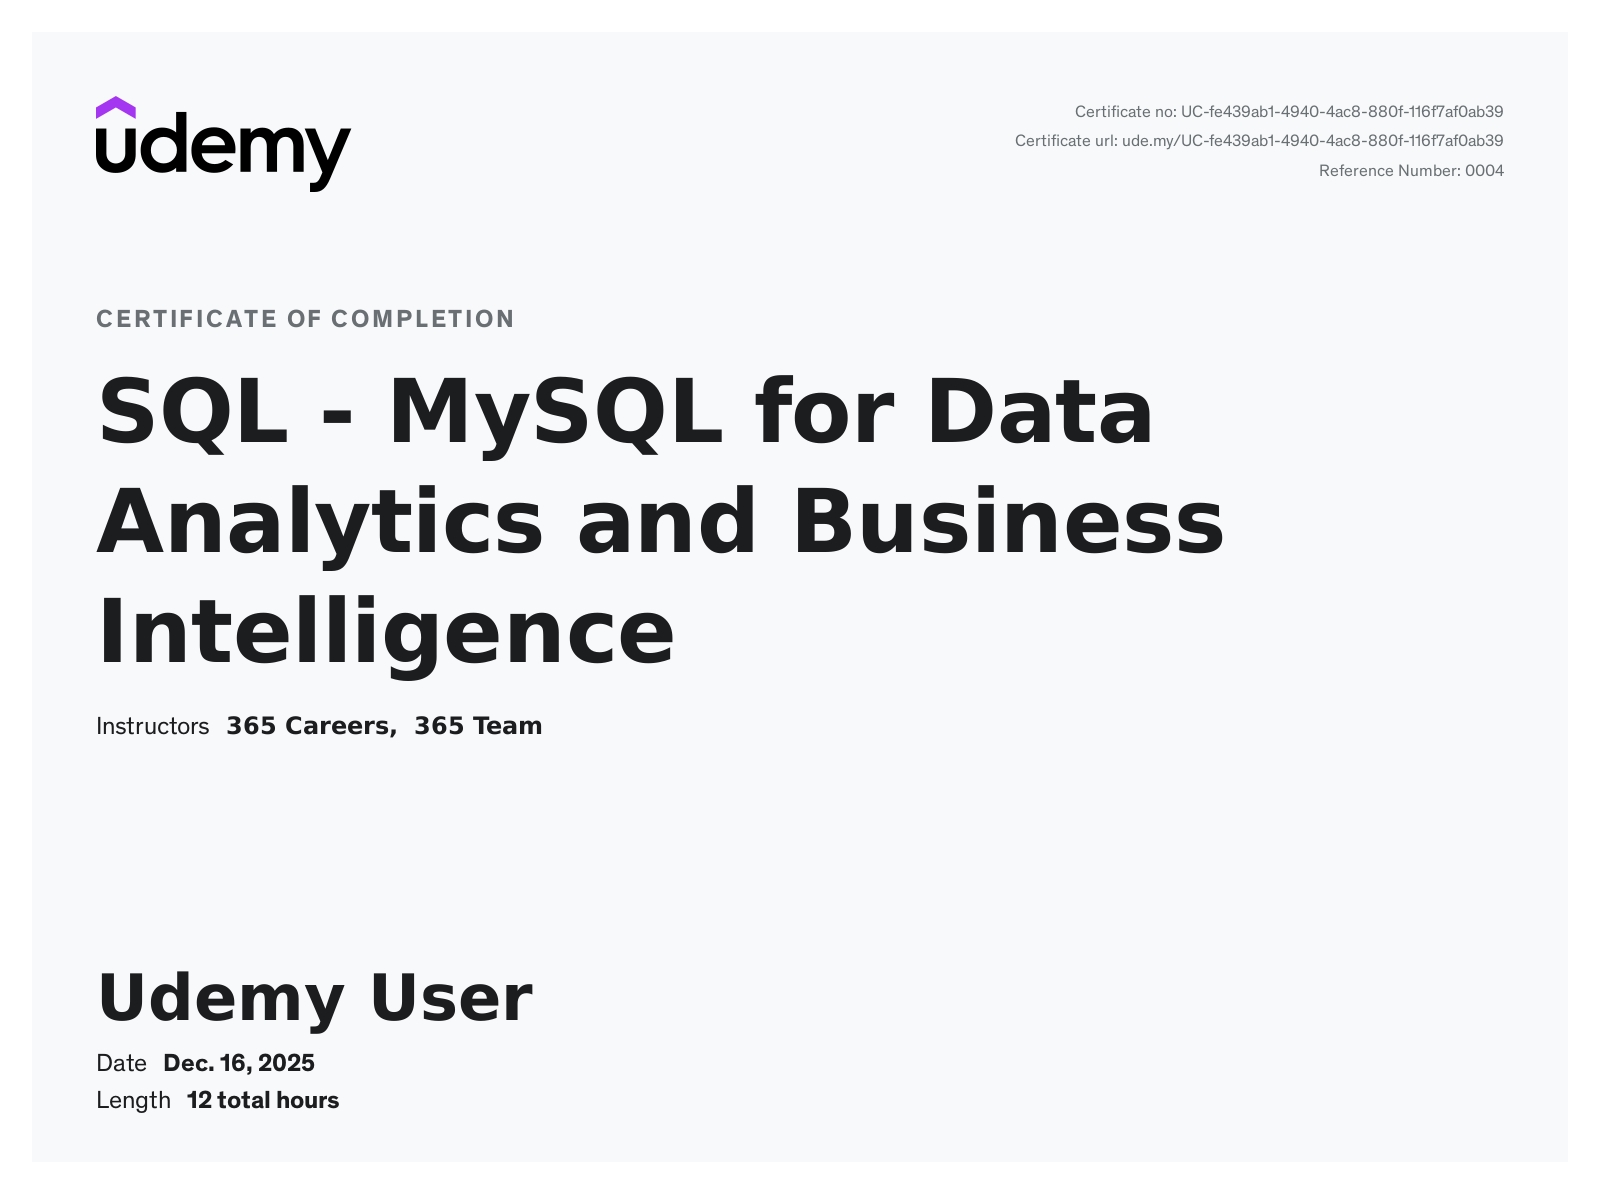 udemy
Certificate no: UC-fe439ab1-4940-4ac8-880f-116f7af0ab39
Certificate url: ude.my/UC-fe439ab1-4940-4ac8-880f-116f7af0ab39
Reference Number: 0004
CERTIFICATE OF COMPLETION
SQL - MySQL for Data
Analytics and Business
Intelligence
Instructors 365 Careers, 365 Team
Udemy User
Date Dec. 16, 2025
Length 12 total hours